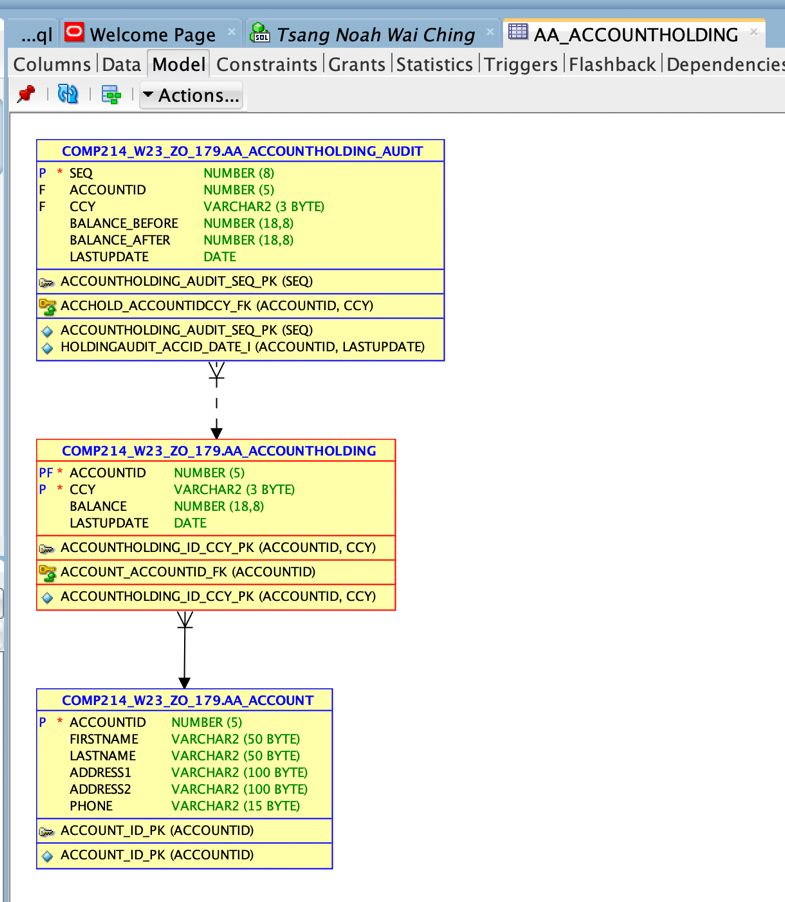 ...ql Welcome Page × SQL Tsang Noah Wai Ching × AA_ACCOUNTHOLDING ×
Columns Data Model Constraints Grants Statistics Triggers Flashback Dependencies
Actions...
COMP214_W23_ZO_179.AA_ACCOUNTHOLDING_AUDIT
P * SEQ NUMBER (8)
F ACCOUNTID NUMBER (5)
F CCY VARCHAR2 (3 BYTE)
BALANCE_BEFORE NUMBER (18,8)
BALANCE_AFTER NUMBER (18,8)
LASTUPDATE DATE
ACCOUNTHOLDING_AUDIT_SEQ_PK (SEQ)
ACCHOLD_ACCOUNTIDCCY_FK (ACCOUNTID, CCY)
ACCOUNTHOLDING_AUDIT_SEQ_PK (SEQ)
HOLDINGAUDIT_ACCID_DATE_I (ACCOUNTID, LASTUPDATE)
COMP214_W23_ZO_179.AA_ACCOUNTHOLDING
PF * ACCOUNTID NUMBER (5)
P * CCY VARCHAR2 (3 BYTE)
BALANCE NUMBER (18,8)
LASTUPDATE DATE
ACCOUNTHOLDING_ID_CCY_PK (ACCOUNTID, CCY)
ACCOUNT_ACCOUNTID_FK (ACCOUNTID)
ACCOUNTHOLDING_ID_CCY_PK (ACCOUNTID, CCY)
COMP214_W23_ZO_179.AA_ACCOUNT
P * ACCOUNTID NUMBER (5)
FIRSTNAME VARCHAR2 (50 BYTE)
LASTNAME VARCHAR2 (50 BYTE)
ADDRESS1 VARCHAR2 (100 BYTE)
ADDRESS2 VARCHAR2 (100 BYTE)
PHONE VARCHAR2 (15 BYTE)
ACCOUNT_ID_PK (ACCOUNTID)
ACCOUNT_ID_PK (ACCOUNTID)